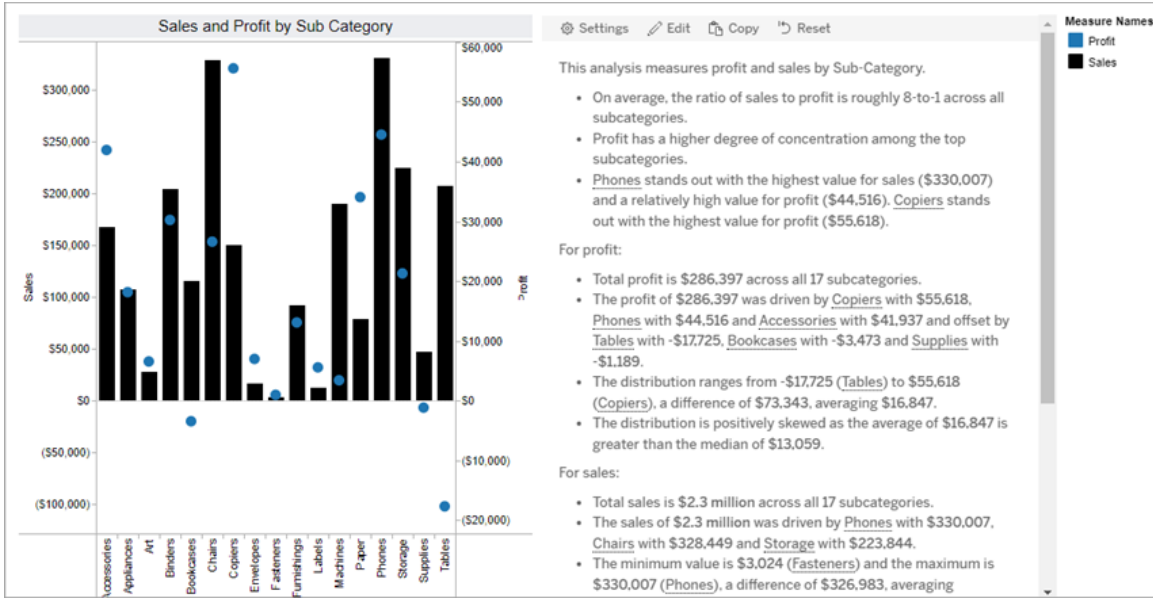 Sales and Profit by Sub Category
$300,000
$250,000
$200,000
$150,000
$100,000
$50,000
$0
($50,000)
($100,000)
Sales
$60,000
$50,000
$40,000
$30,000
$20,000
$10,000
$0
($10,000)
($20,000)
Profit
Accessories
Appliances
Art
Binders
Bookcases
Chairs
Copiers
Envelopes
Fasteners
Furnishings
Labels
Machines
Paper
Phones
Storage
Supplies
Tables
Settings Edit Copy Reset
This analysis measures profit and sales by Sub-Category.
• On average, the ratio of sales to profit is roughly 8-to-1 across all
subcategories.
• Profit has a higher degree of concentration among the top
subcategories.
• Phones stands out with the highest value for sales ($330,007)
and a relatively high value for profit ($44,516). Copiers stands
out with the highest value for profit ($55,618).
For profit:
• Total profit is $286,397 across all 17 subcategories.
• The profit of $286,397 was driven by Copiers with $55,618,
Phones with $44,516 and Accessories with $41,937 and offset by
Tables with -$17,725, Bookcases with -$3,473 and Supplies with
-$1,189.
• The distribution ranges from -$17,725 (Tables) to $55,618
(Copiers), a difference of $73,343, averaging $16,847.
• The distribution is positively skewed as the average of $16,847 is
greater than the median of $13,059.
For sales:
• Total sales is $2.3 million across all 17 subcategories.
• The sales of $2.3 million was driven by Phones with $330,007,
Chairs with $328,449 and Storage with $223,844.
• The minimum value is $3,024 (Fasteners) and the maximum is
$330,007 (Phones), a difference of $326,983, averaging
Measure Names
Profit
Sales